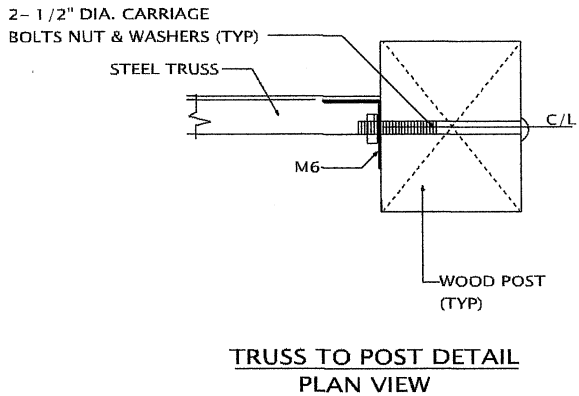 2- 1/2" DIA. CARRIAGE
BOLTS NUT & WASHERS (TYP)
STEEL TRUSS
C/L
M6
WOOD POST
(TYP)
TRUSS TO POST DETAIL
PLAN VIEW